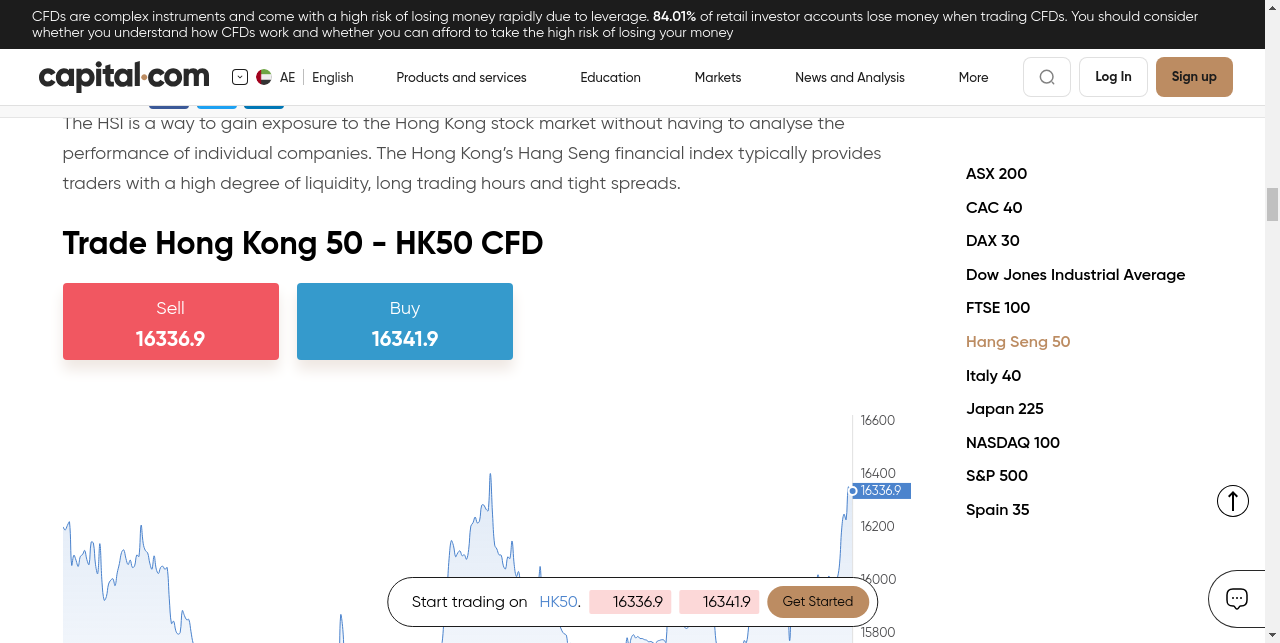 CFDs are complex instruments and come with a high risk of losing money rapidly due to leverage. 84.01% of retail investor accounts lose money when trading CFDs. You should consider
whether you understand how CFDs work and whether you can afford to take the high risk of losing your money
capital.com
AE
English
Products and services
Education
Markets
News and Analysis
More
Log In
Sign up
The HSI is a way to gain exposure to the Hong Kong stock market without having to analyse the
performance of individual companies. The Hong Kong’s Hang Seng financial index typically provides
traders with a high degree of liquidity, long trading hours and tight spreads.
Trade Hong Kong 50 - HK50 CFD
Sell
16336.9
Buy
16341.9
16600
16400
16336.9
16200
16000
15800
Start trading on HK50. 16336.9 16341.9 Get Started
ASX 200
CAC 40
DAX 30
Dow Jones Industrial Average
FTSE 100
Hang Seng 50
Italy 40
Japan 225
NASDAQ 100
S&P 500
Spain 35